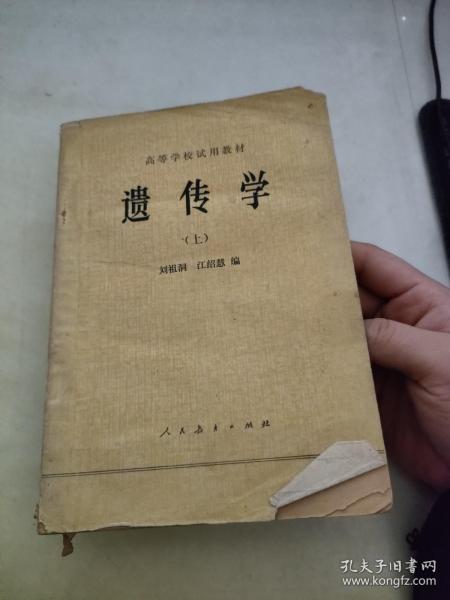 高等学校试用教材
遗传学
(上)
刘祖洞 江绍慧 编
人民教育出版社
孔夫子旧书网
www.kongfz.com